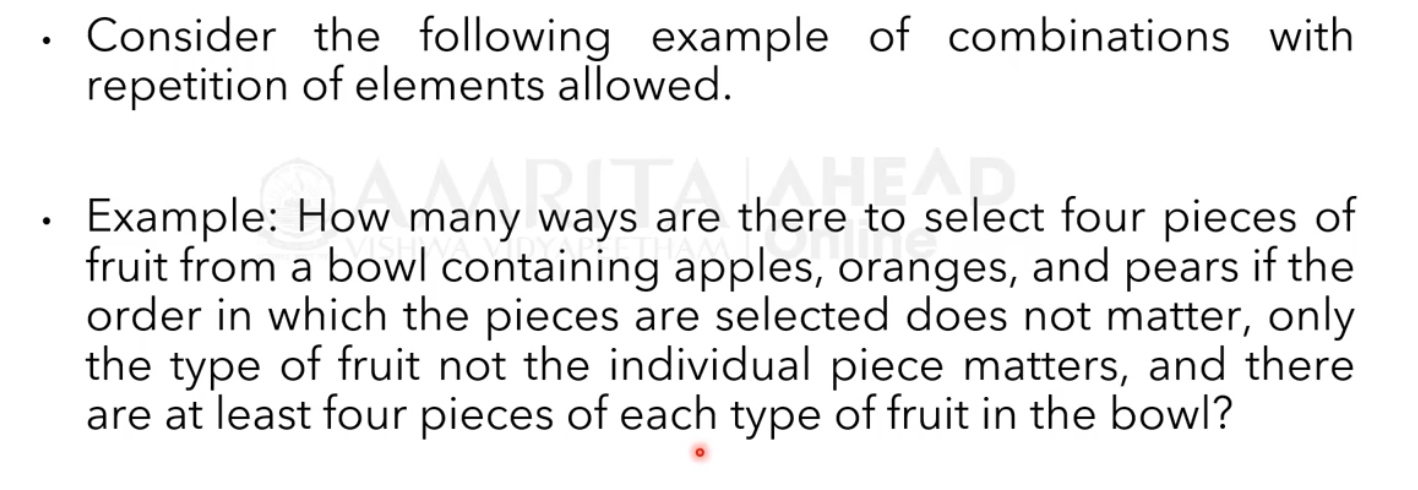 • Consider the following example of combinations with
repetition of elements allowed.
AMRITA AHEAD
VISHWA VIDYAPEETHAM Online
• Example: How many ways are there to select four pieces of
fruit from a bowl containing apples, oranges, and pears if the
order in which the pieces are selected does not matter, only
the type of fruit not the individual piece matters, and there
are at least four pieces of each type of fruit in the bowl?